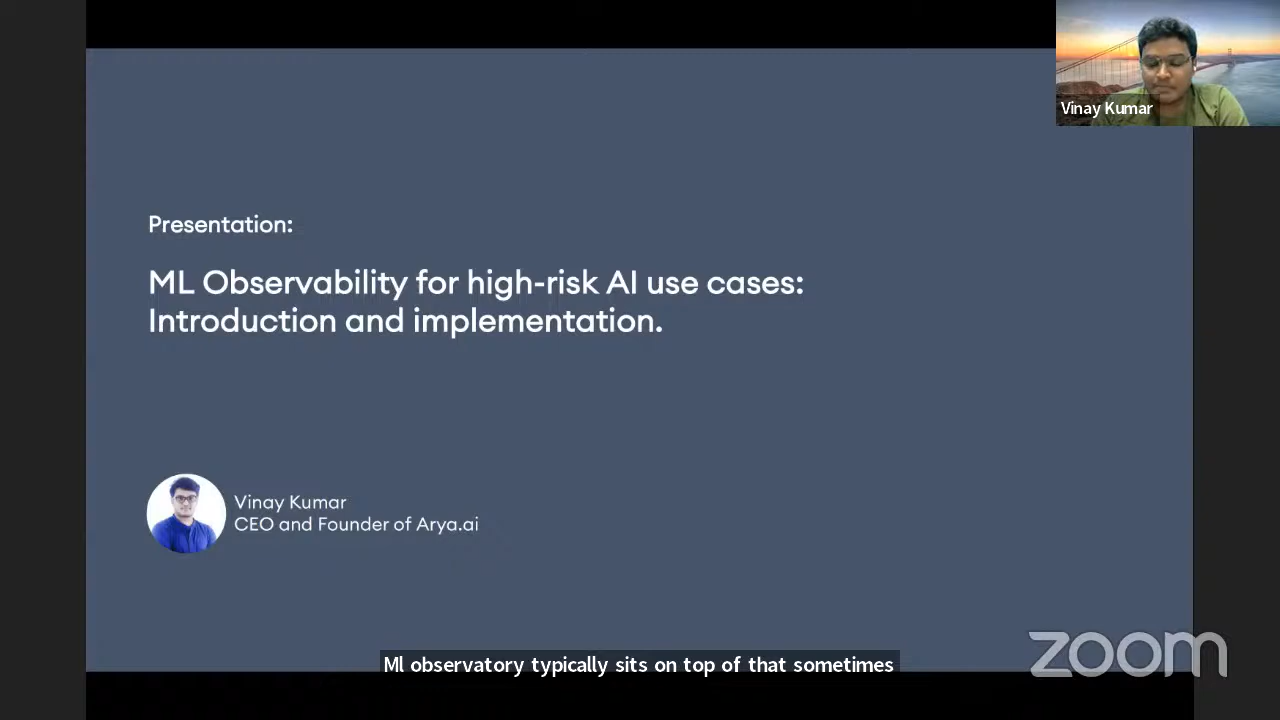 Vinay Kumar
Presentation:
ML Observability for high-risk AI use cases:
Introduction and implementation.
Vinay Kumar
CEO and Founder of Arya.ai
Ml observatory typically sits on top of that sometimes
zoom